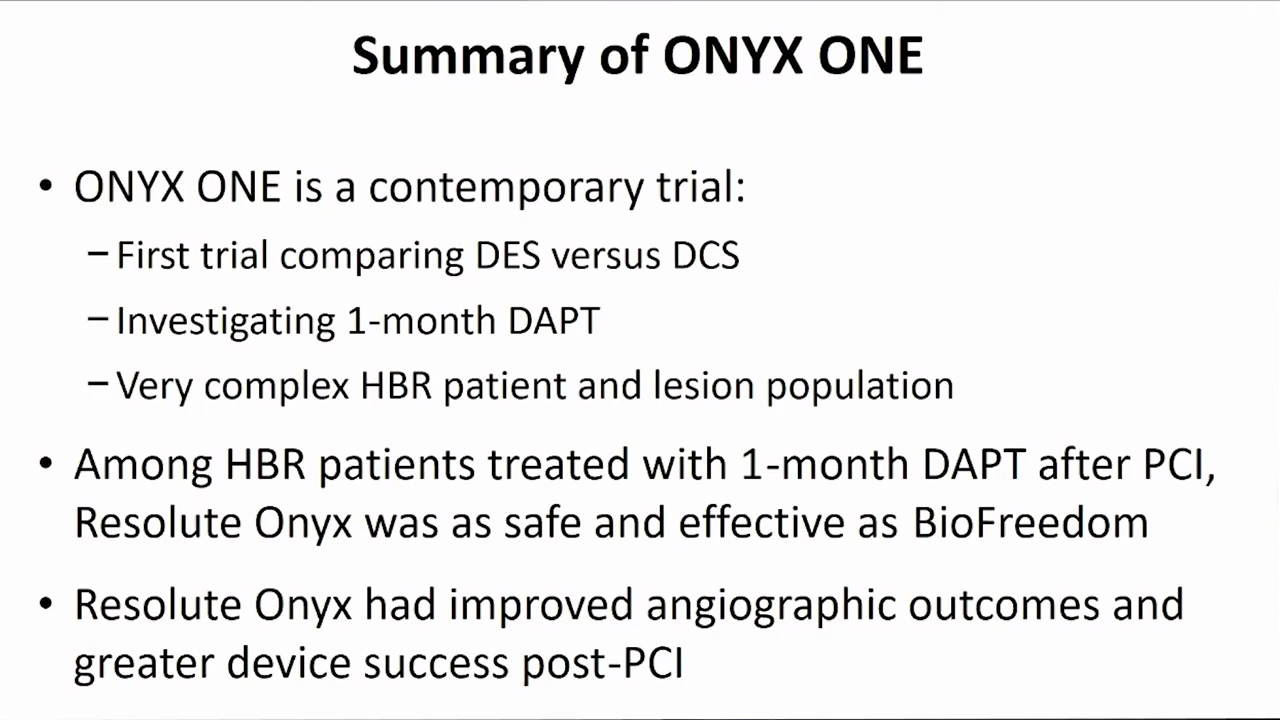 Summary of ONYX ONE
• ONYX ONE is a contemporary trial:
– First trial comparing DES versus DCS
– Investigating 1-month DAPT
– Very complex HBR patient and lesion population
• Among HBR patients treated with 1-month DAPT after PCI,
Resolute Onyx was as safe and effective as BioFreedom
• Resolute Onyx had improved angiographic outcomes and
greater device success post-PCI